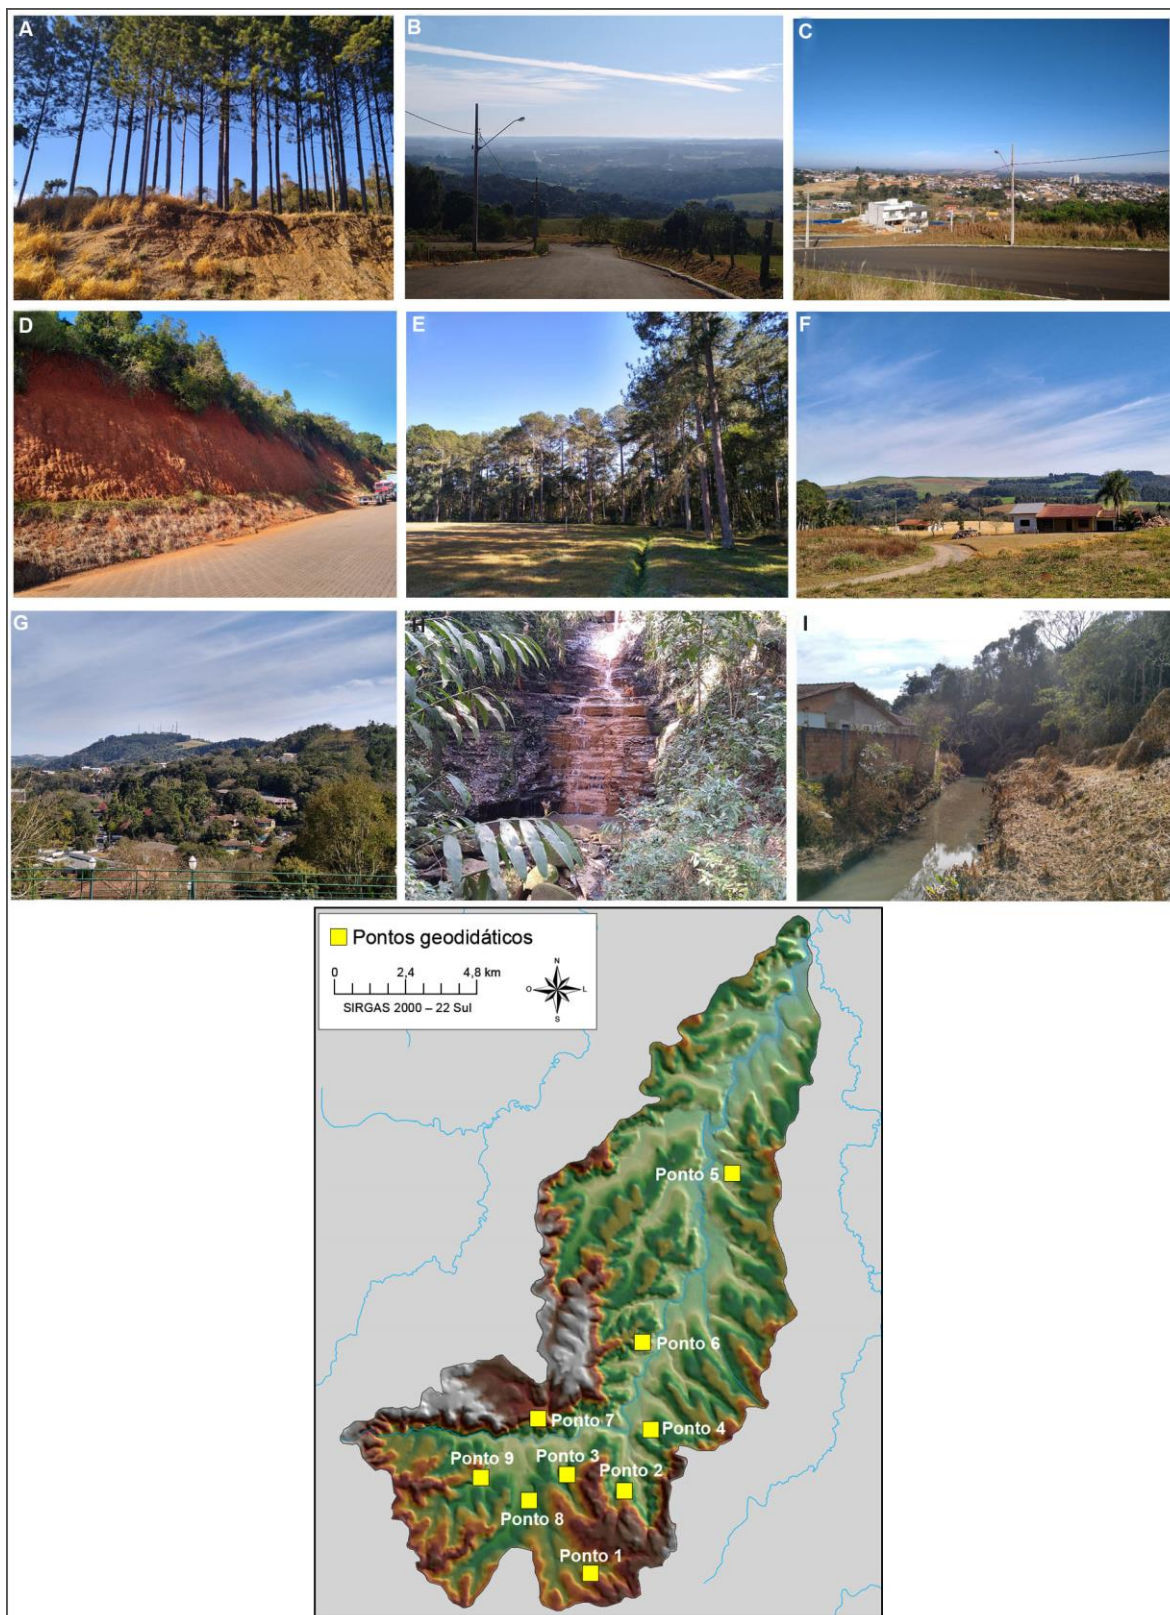 A
B
C
D
E
F
G
H
I
Pontos geodidáticos
0 2,4 4,8 km
SIRGAS 2000 – 22 Sul
N
O L
S
Ponto 5
Ponto 6
Ponto 7
Ponto 4
Ponto 9
Ponto 3
Ponto 2
Ponto 8
Ponto 1